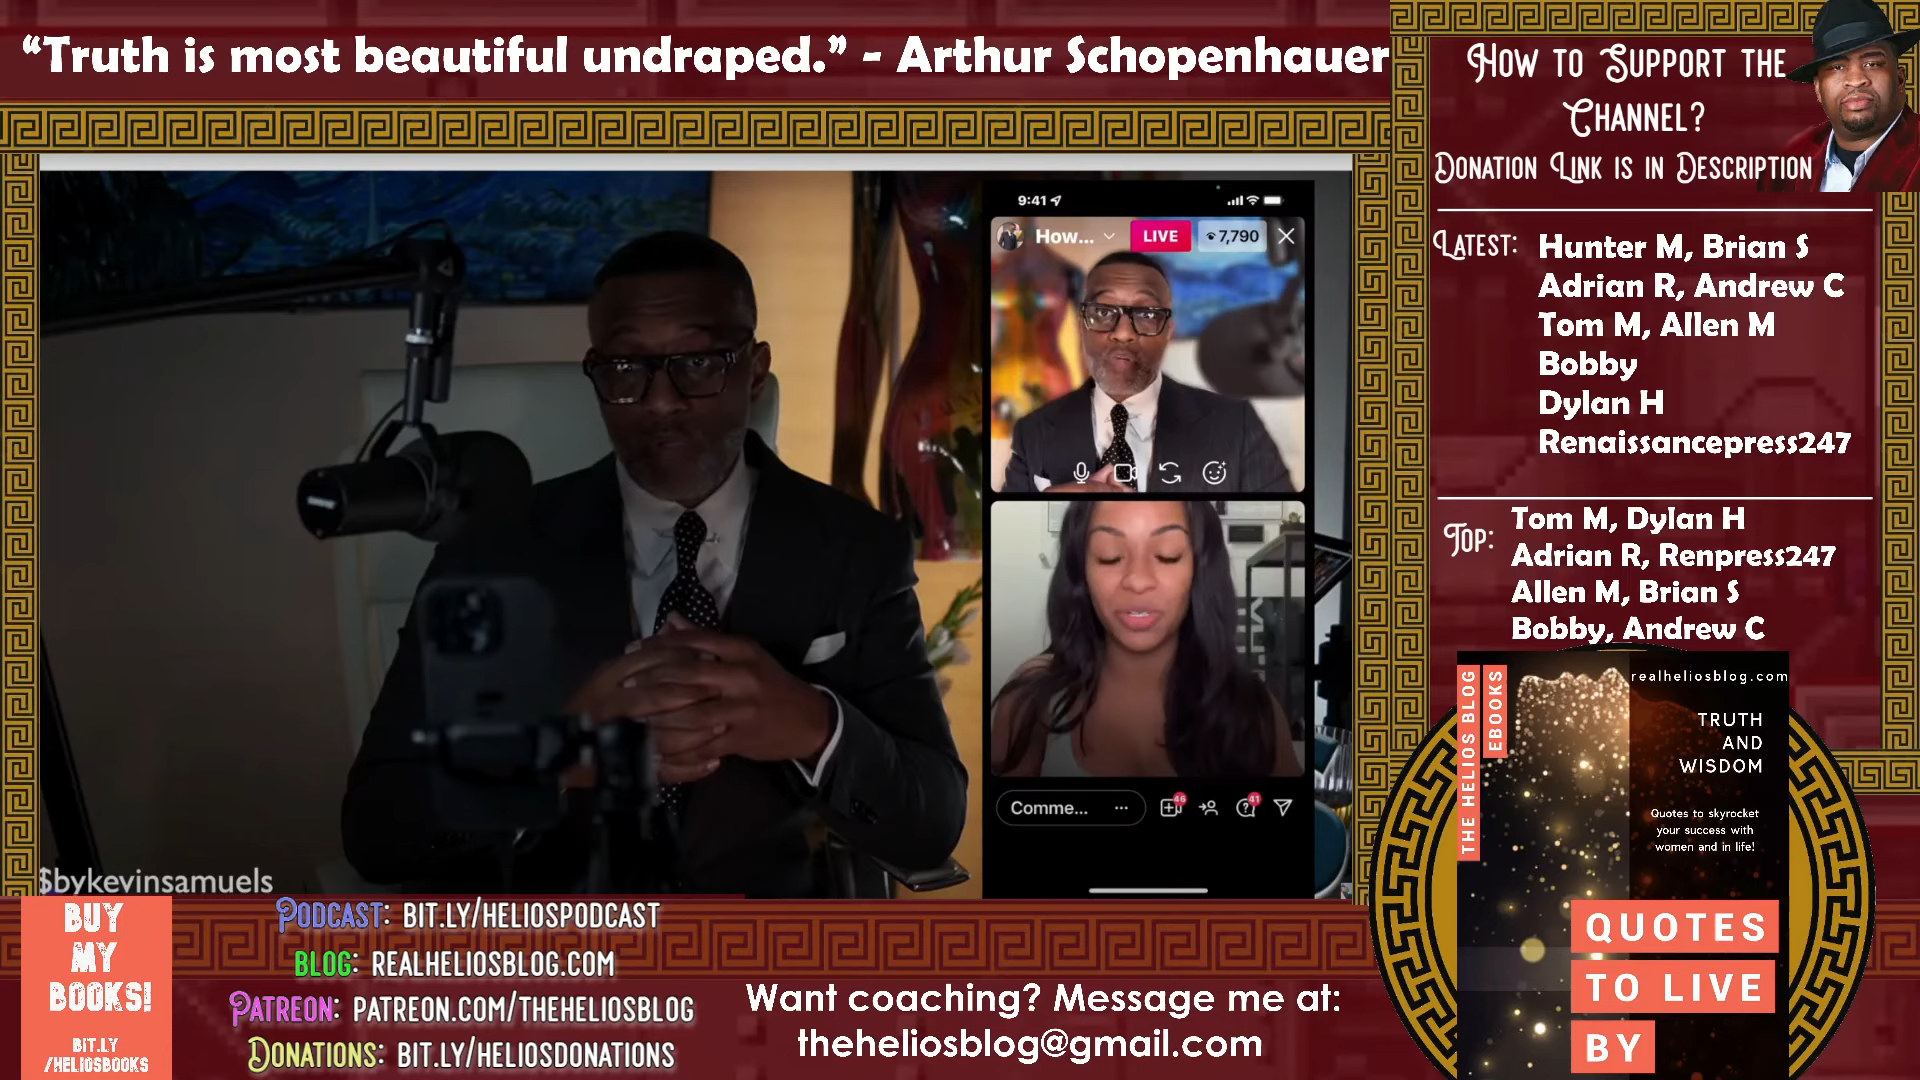 “Truth is most beautiful undraped.” - Arthur Schopenhauer
How to Support the
Channel?
Donation Link is in Description
Latest:
Hunter M, Brian S
Adrian R, Andrew C
Tom M, Allen M
Bobby
Dylan H
Renaissancepress247
Top:
Tom M, Dylan H
Adrian R, Renpress247
Allen M, Brian S
Bobby, Andrew C
9:41
How...
LIVE
7,790
Comme...
46
41
$bykevinsamuels
THE HELIOS BLOG
EBOOKS
realheliosblog.com
TRUTH
AND
WISDOM
Quotes to skyrocket
your success with
women and in life!
QUOTES
TO LIVE
BY
BUY
MY
BOOKS!
BIT.LY
/HELIOSBOOKS
Podcast: BIT.LY/HELIOSPODCAST
BLOG: REALHELIOSBLOG.COM
Patreon: PATREON.COM/THEHELIOSBLOG
Donations: BIT.LY/HELIOSDONATIONS
Want coaching? Message me at:
theheliosblog@gmail.com